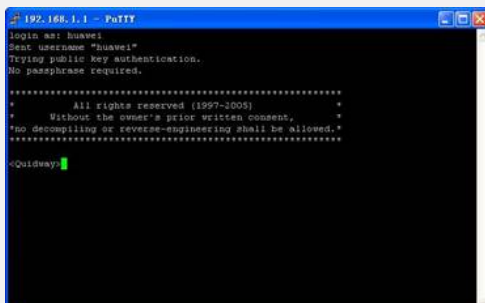 192.168.1.1 - PuTTY
login as: huawei
Sent username "huawei"
Trying public key authentication.
No passphrase required.
*********************************************************
* All rights reserved (1997-2005) *
* Without the owner's prior written consent, *
*no decompiling or reverse-engineering shall be allowed.*
*********************************************************
<Quidway>